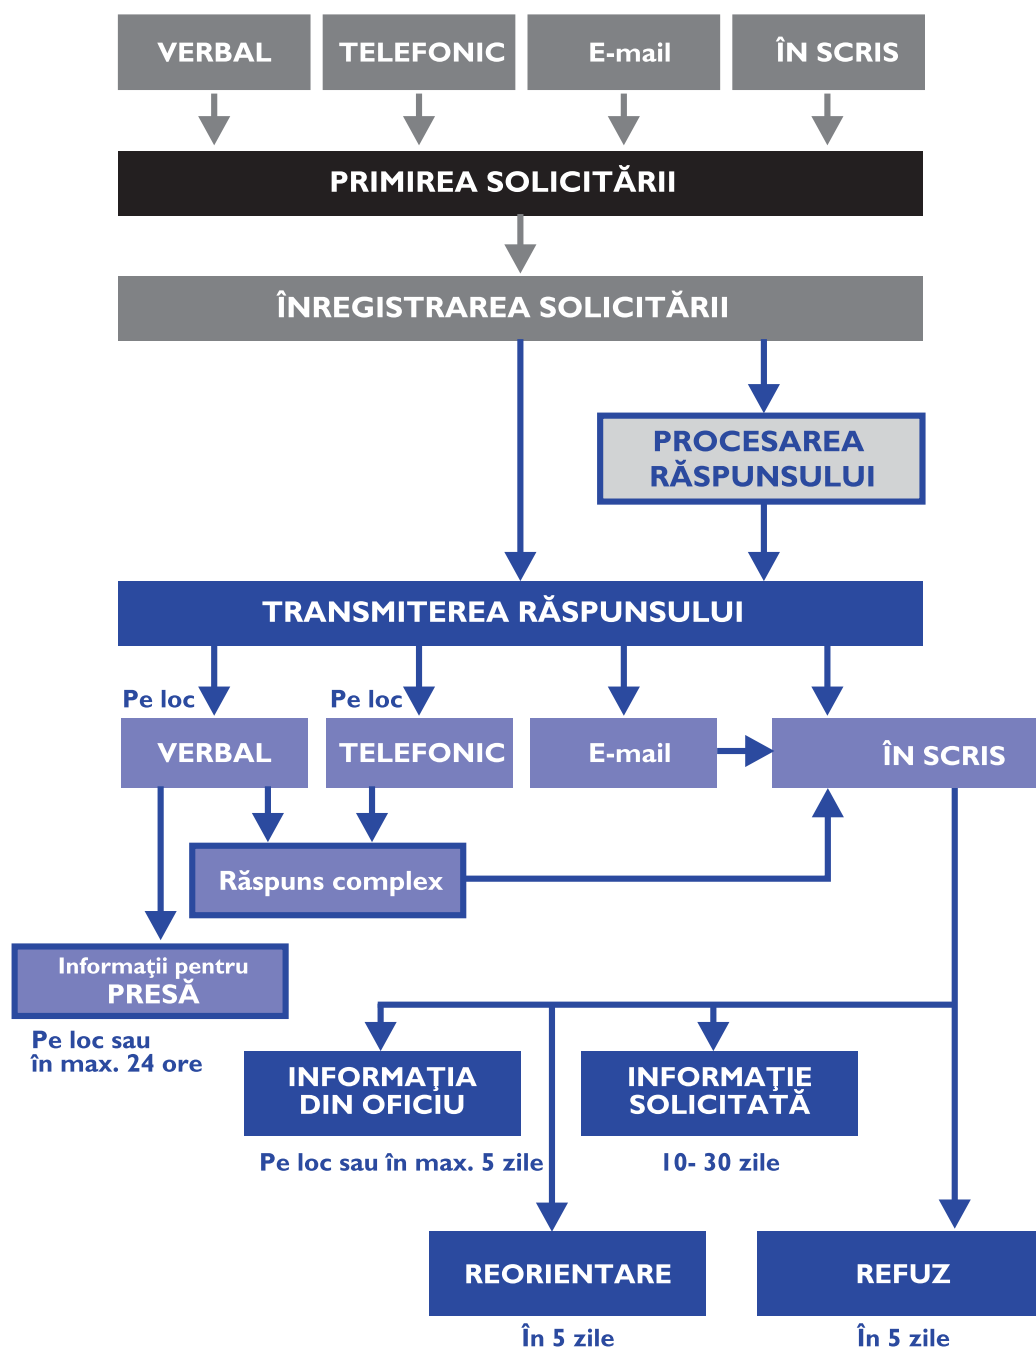 VERBAL
TELEFONIC
E-mail
ÎN SCRIS
PRIMIREA SOLICITĂRII
ÎNREGISTRAREA SOLICITĂRII
PROCESAREA
RĂSPUNSULUI
TRANSMITEREA RĂSPUNSULUI
Pe loc
Pe loc
VERBAL
TELEFONIC
E-mail
ÎN SCRIS
Răspuns complex
Informaţii pentru
PRESĂ
Pe loc sau
în max. 24 ore
INFORMAŢIA
DIN OFICIU
INFORMAŢIE
SOLICITATĂ
Pe loc sau în max. 5 zile
10- 30 zile
REORIENTARE
REFUZ
În 5 zile
În 5 zile